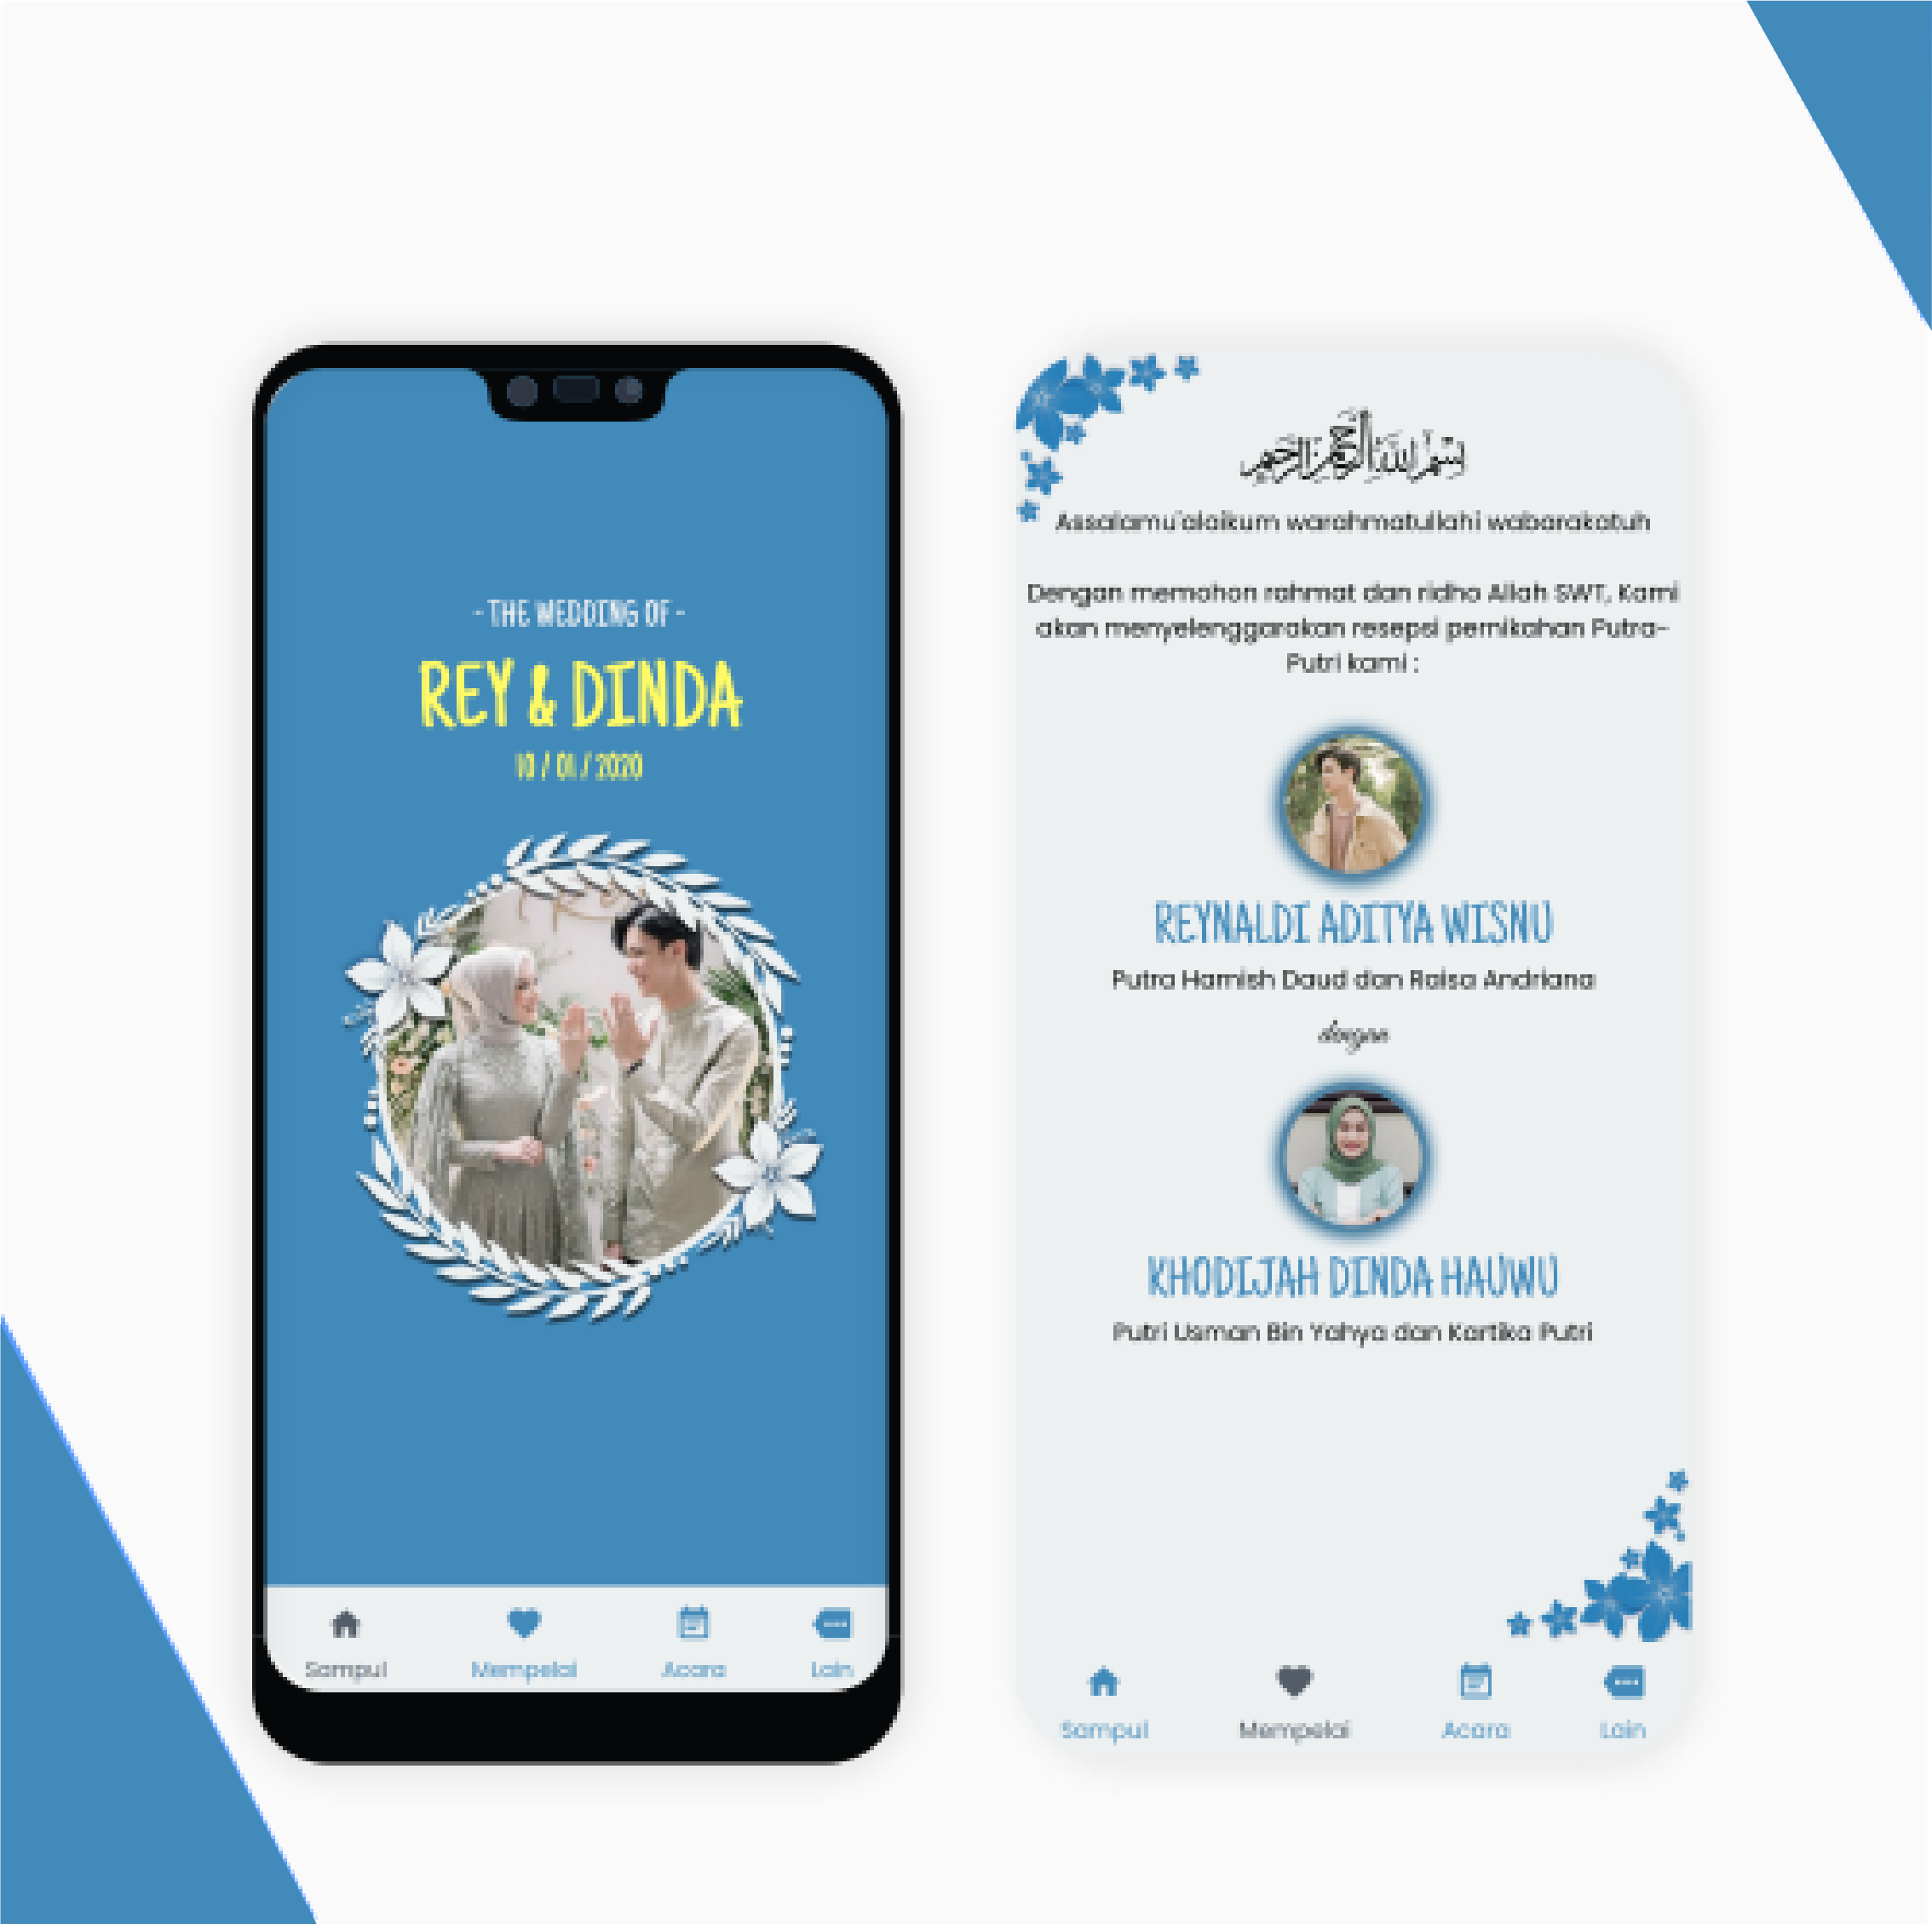 - THE WEDDING OF -
REY & DINDA
10 / 01 / 2020
Sampul
Mempelai
Acara
Lain
بسم الله الرحمن الرحيم
Assalamu'alaikum warahmatullahi wabarakatuh
Dengan memohon rahmat dan ridho Allah SWT, Kami
akan menyelenggarakan resepsi pernikahan Putra-
Putri kami :
REYNALDI ADITYA WISNU
Putra Hamish Daud dan Raisa Andriana
dengan
KHODIJAH DINDA HAUWU
Putri Usman Bin Yahya dan Kartika Putri
Sampul
Mempelai
Acara
Lain